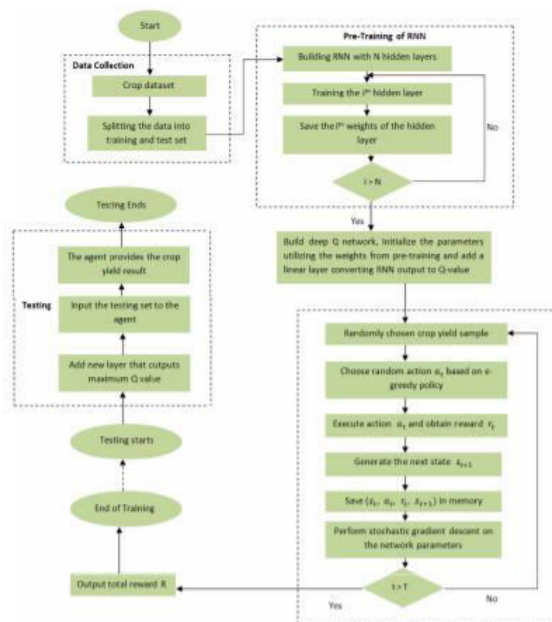 Start
Data Collection
Crop dataset
Splitting the data into
training and test set
Pre-Training of RNN
Building RNN with N hidden layers
Training the iᵗʰ hidden layer
Save the iᵗʰ weights of the hidden
layer
No
i > N
Yes
Build deep Q network, initialize the parameters
utilizing the weights from pre-training and add a
linear layer converting RNN output to Q-value
Randomly chosen crop yield sample
Choose random action aₜ based on e-
greedy policy
Execute action aₜ and obtain reward rₜ
Generate the next state sₜ₊₁
Save (sₜ, aₜ, rₜ, sₜ₊₁) in memory
Perform stochastic gradient descent on
the network parameters
t > T
Yes
No
Output total reward R
End of Training
Testing starts
Testing
Add new layer that outputs
maximum Q value
Input the testing set to the
agent
The agent provides the crop
yield result
Testing Ends